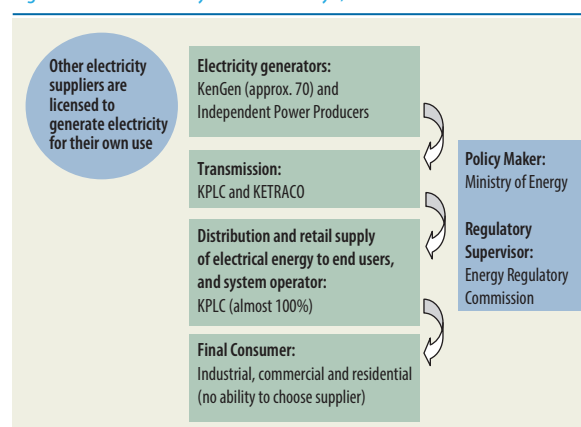 Other electricity
suppliers are
licensed to
generate electricity
for their own use
Electricity generators:
KenGen (approx. 70) and
Independent Power Producers
Transmission:
KPLC and KETRACO
Distribution and retail supply
of electrical energy to end users,
and system operator:
KPLC (almost 100%)
Final Consumer:
Industrial, commercial and residential
(no ability to choose supplier)
Policy Maker:
Ministry of Energy
Regulatory
Supervisor:
Energy Regulatory
Commission